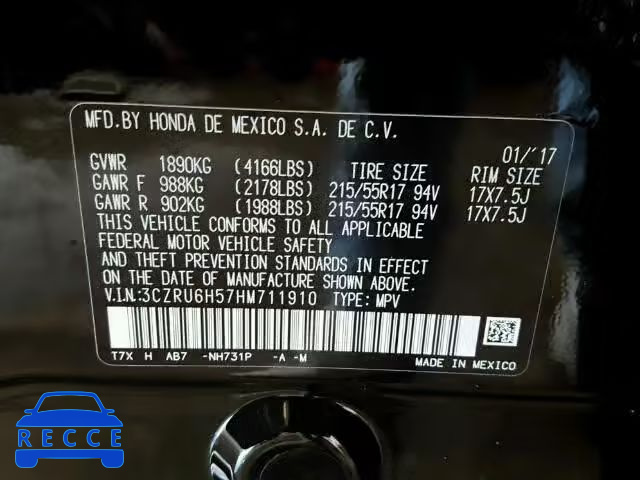 MFD.BY HONDA DE MEXICO S.A. DE C.V.
01/'17
GVWR 1890KG (4166LBS) TIRE SIZE RIM SIZE
GAWR F 988KG (2178LBS) 215/55R17 94V 17X7.5J
GAWR R 902KG (1988LBS) 215/55R17 94V 17X7.5J
THIS VEHICLE CONFORMS TO ALL APPLICABLE
FEDERAL MOTOR VEHICLE SAFETY
AND THEFT PREVENTION STANDARDS IN EFFECT
ON THE DATE OF MANUFACTURE SHOWN ABOVE.
V.I.N:3CZRU6H57HM711910 TYPE: MPV
T7X H AB7 -NH731P -A -M
MADE IN MEXICO
RECCE